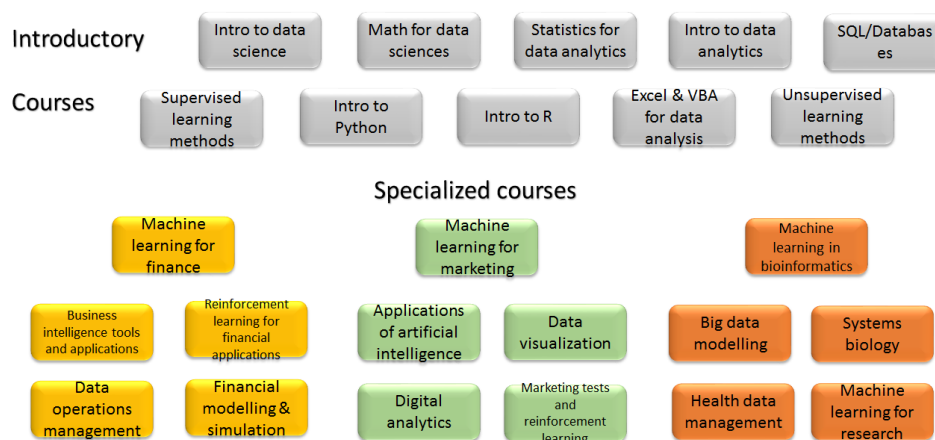 Introductory
Intro to data
science
Math for data
sciences
Statistics for
data analytics
Intro to data
analytics
SQL/Databas
es
Courses
Supervised
learning
methods
Intro to
Python
Intro to R
Excel & VBA
for data
analysis
Unsupervised
learning
methods
Specialized courses
Machine
learning for
finance
Machine
learning for
marketing
Machine
learning in
bioinformatics
Business
intelligence tools
and applications
Reinforcement
learning for
financial
applications
Applications
of artificial
intelligence
Data
visualization
Big data
modelling
Systems
biology
Data
operations
management
Financial
modelling &
simulation
Digital
analytics
Marketing tests
and
reinforcement
learning
Health data
management
Machine
learning for
research